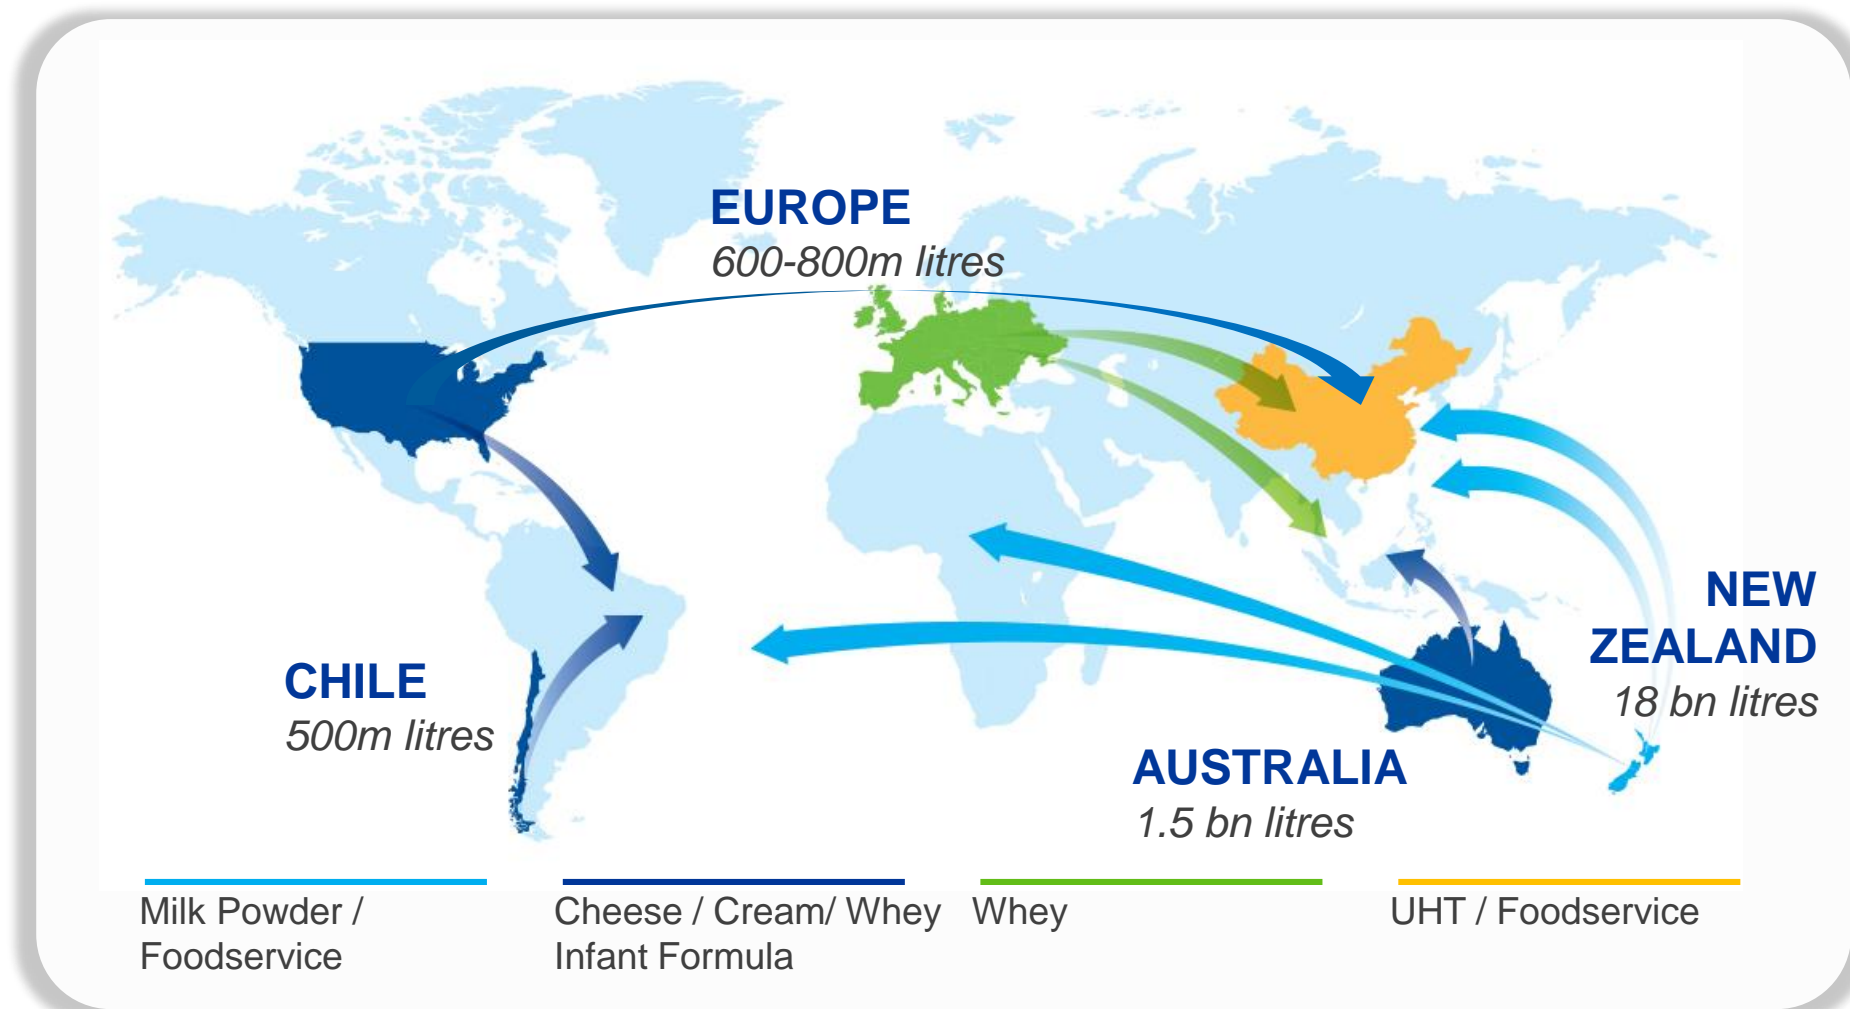 EUROPE
600-800m litres
NEW
ZEALAND
18 bn litres
CHILE
500m litres
AUSTRALIA
1.5 bn litres
Milk Powder /
Foodservice
Cheese / Cream/ Whey
Infant Formula
Whey
UHT / Foodservice